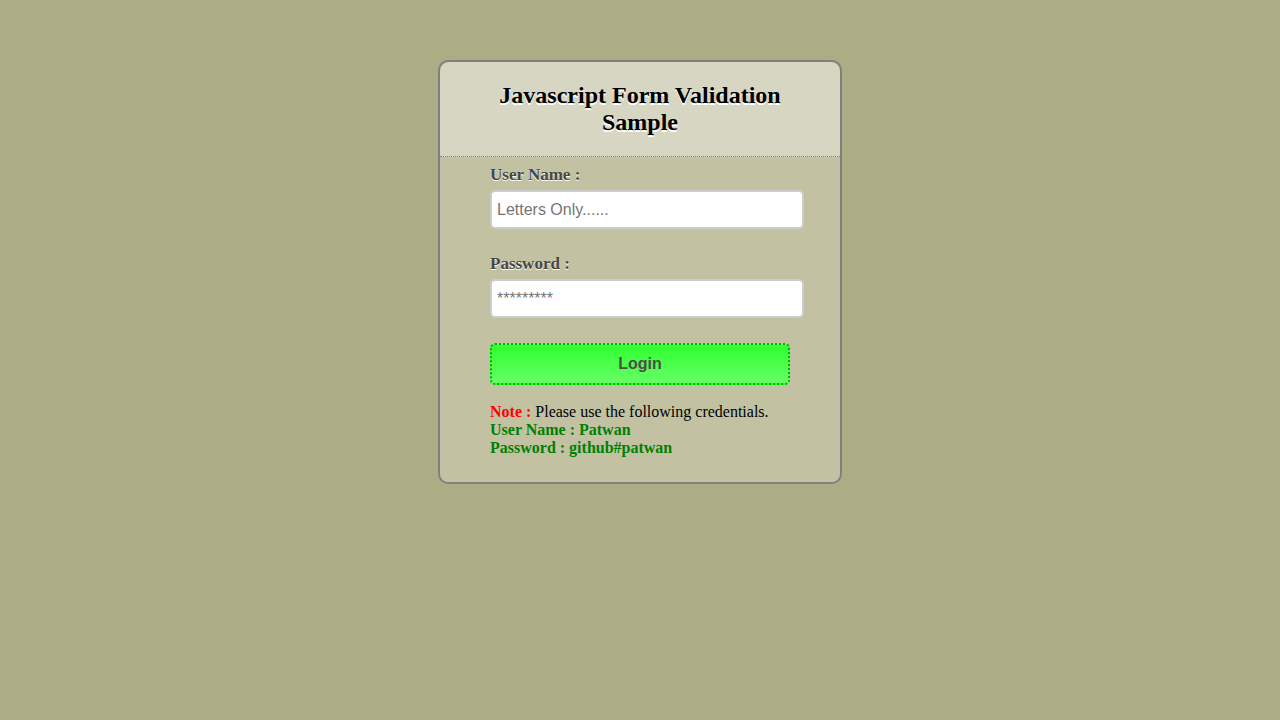 Javascript Form Validation
Sample
User Name :
Letters Only......
Password :
*********
Login
Note : Please use the following credentials.
User Name : Patwan
Password : github#patwan